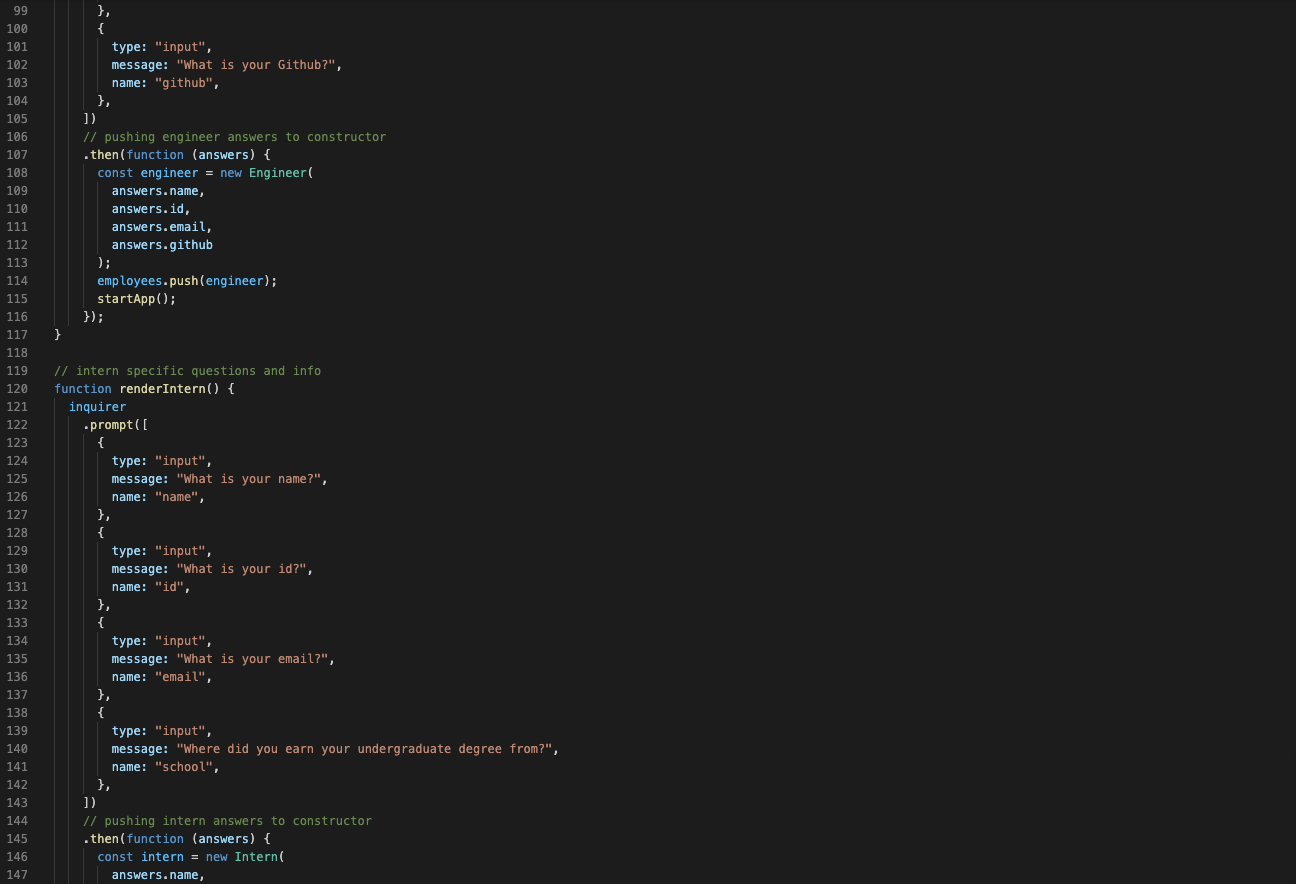 99       },
100       {
101         type: "input",
102         message: "What is your Github?",
103         name: "github",
104       },
105     ])
106     // pushing engineer answers to constructor
107     .then(function (answers) {
108       const engineer = new Engineer(
109         answers.name,
110         answers.id,
111         answers.email,
112         answers.github
113       );
114       employees.push(engineer);
115       startApp();
116     });
117 }
118
119 // intern specific questions and info
120 function renderIntern() {
121   inquirer
122     .prompt([
123       {
124         type: "input",
125         message: "What is your name?",
126         name: "name",
127       },
128       {
129         type: "input",
130         message: "What is your id?",
131         name: "id",
132       },
133       {
134         type: "input",
135         message: "What is your email?",
136         name: "email",
137       },
138       {
139         type: "input",
140         message: "Where did you earn your undergraduate degree from?",
141         name: "school",
142       },
143     ])
144     // pushing intern answers to constructor
145     .then(function (answers) {
146       const intern = new Intern(
147         answers.name,